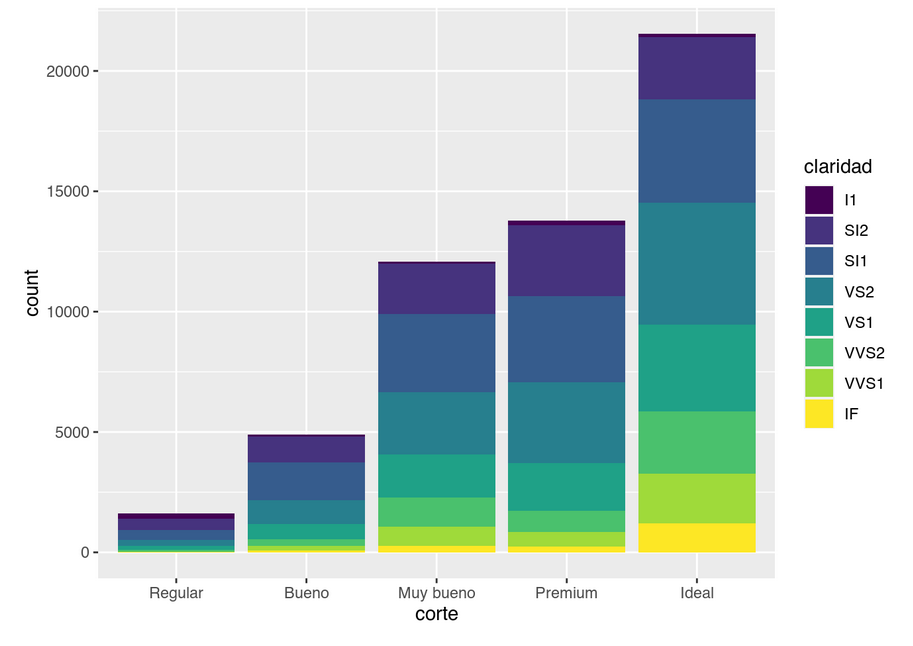 20000
15000
10000
5000
0
count
Regular
Bueno
Muy bueno
Premium
Ideal
corte
claridad
I1
SI2
SI1
VS2
VS1
VVS2
VVS1
IF